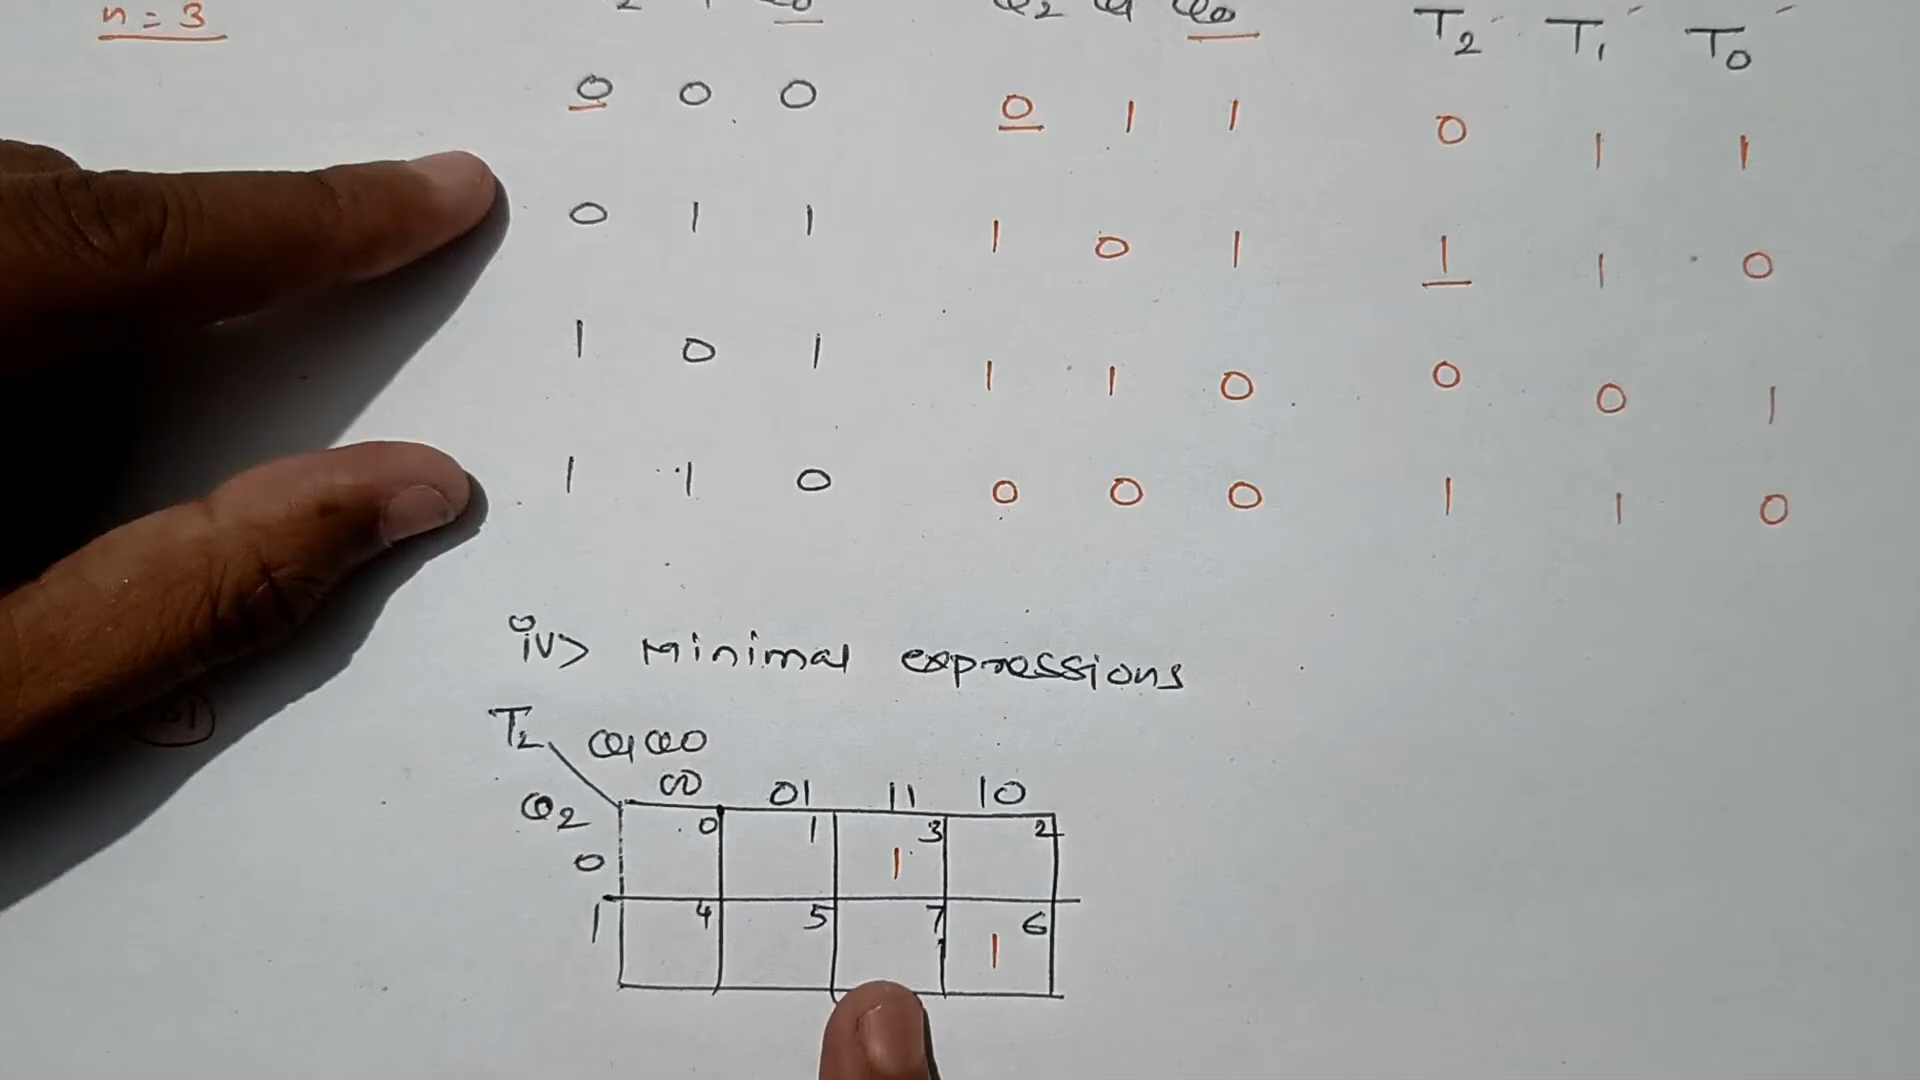 n = 3
Q2 Q1 Q0
T2 T1 T0
0 0 0 0 1 1 0 1 1
0 1 1 1 0 1 1 1 0
1 0 1 1 1 0 0 0 1
1 1 0 0 0 0 1 1 0
iv> Minimal expressions
T2 Q1Q0
Q2 00 01 11 10
0 0 1 3 2
1
1 4 5 7 6
1